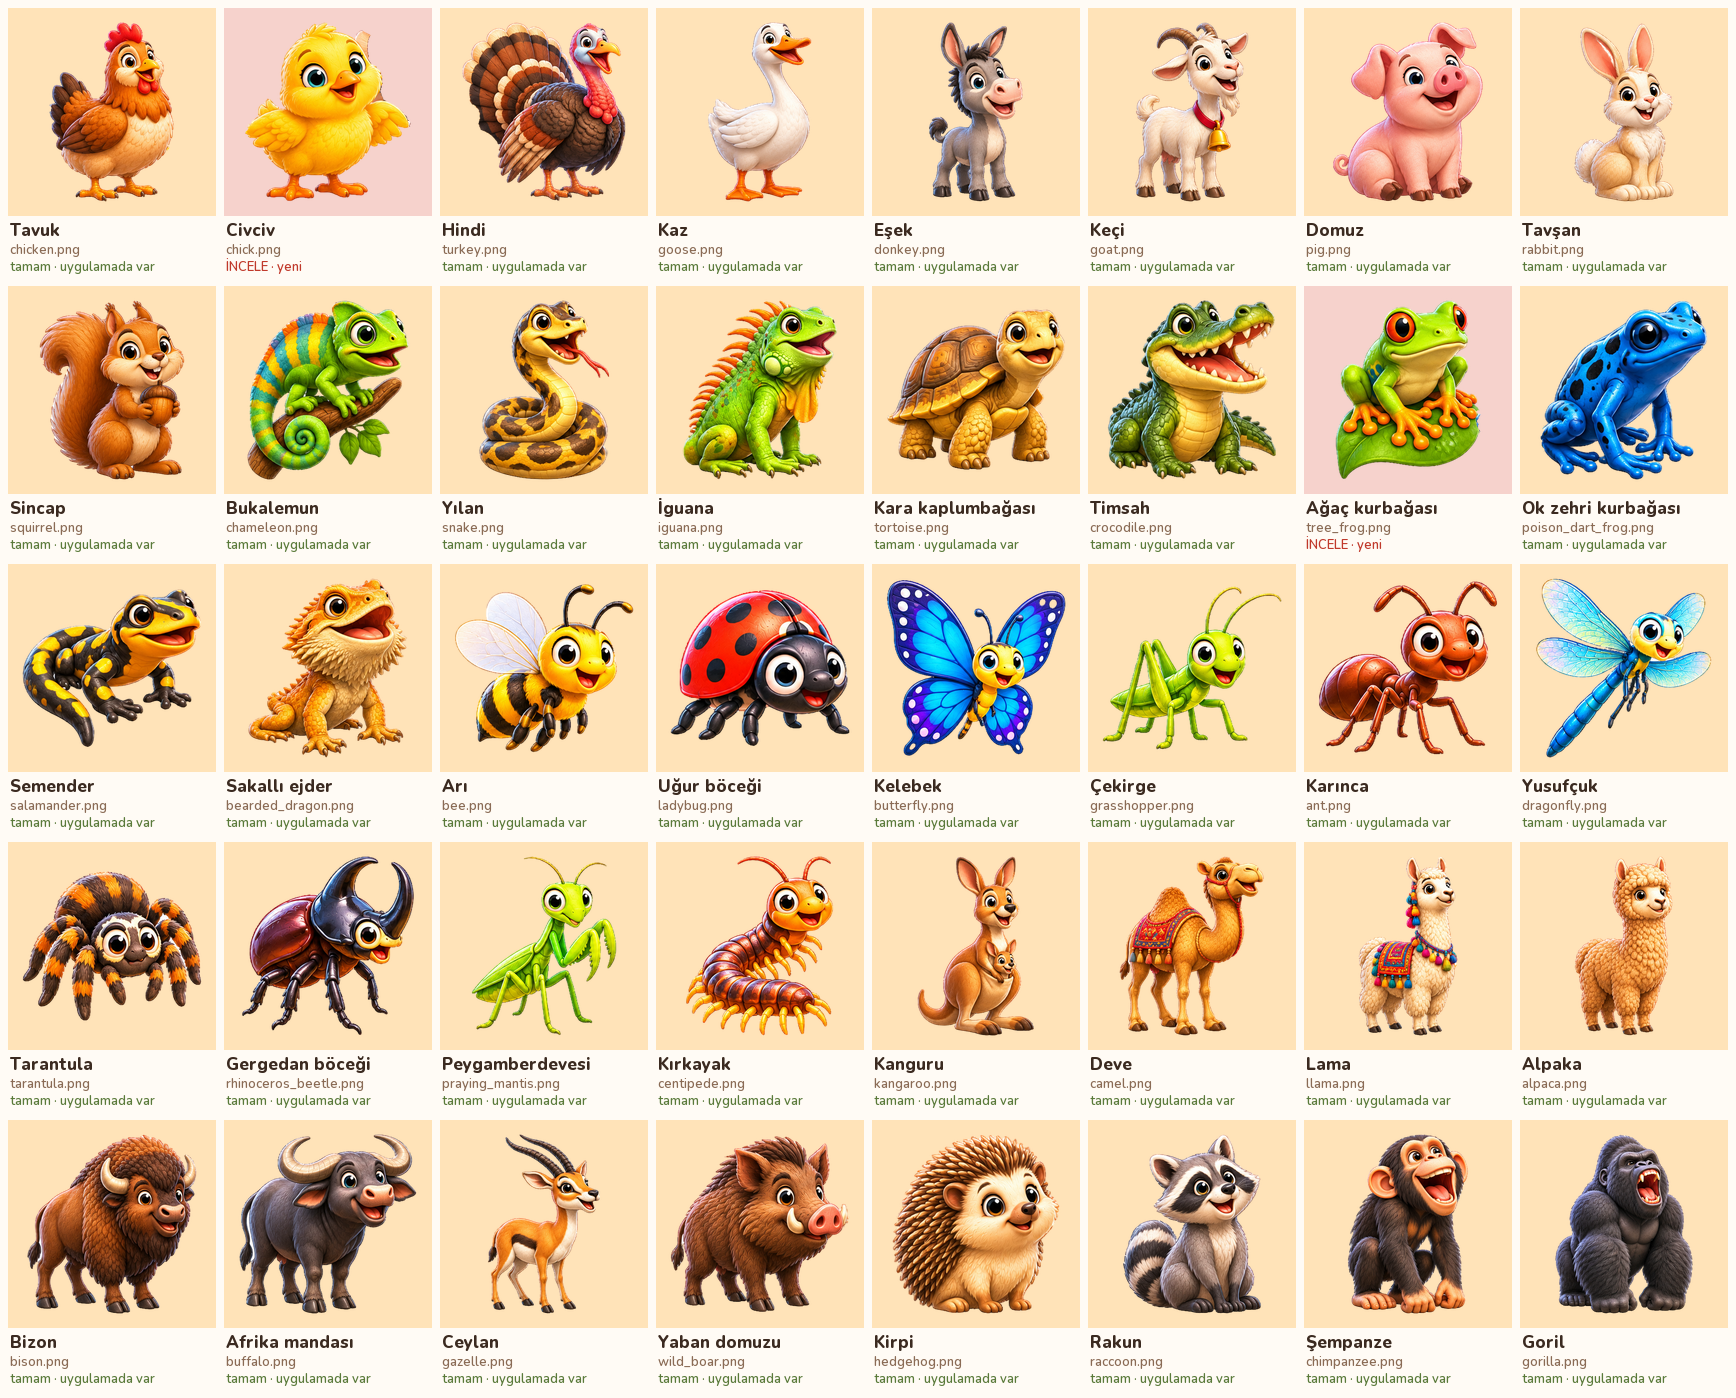 Tavuk
chicken.png
tamam · uygulamada var
Civciv
chick.png
İNCELE · yeni
Hindi
turkey.png
tamam · uygulamada var
Kaz
goose.png
tamam · uygulamada var
Eşek
donkey.png
tamam · uygulamada var
Keçi
goat.png
tamam · uygulamada var
Domuz
pig.png
tamam · uygulamada var
Tavşan
rabbit.png
tamam · uygulamada var
Sincap
squirrel.png
tamam · uygulamada var
Bukalemun
chameleon.png
tamam · uygulamada var
Yılan
snake.png
tamam · uygulamada var
İguana
iguana.png
tamam · uygulamada var
Kara kaplumbağası
tortoise.png
tamam · uygulamada var
Timsah
crocodile.png
tamam · uygulamada var
Ağaç kurbağası
tree_frog.png
İNCELE · yeni
Ok zehri kurbağası
poison_dart_frog.png
tamam · uygulamada var
Semender
salamander.png
tamam · uygulamada var
Sakallı ejder
bearded_dragon.png
tamam · uygulamada var
Arı
bee.png
tamam · uygulamada var
Uğur böceği
ladybug.png
tamam · uygulamada var
Kelebek
butterfly.png
tamam · uygulamada var
Çekirge
grasshopper.png
tamam · uygulamada var
Karınca
ant.png
tamam · uygulamada var
Yusufçuk
dragonfly.png
tamam · uygulamada var
Tarantula
tarantula.png
tamam · uygulamada var
Gergedan böceği
rhinoceros_beetle.png
tamam · uygulamada var
Peygamberdevesi
praying_mantis.png
tamam · uygulamada var
Kırkayak
centipede.png
tamam · uygulamada var
Kanguru
kangaroo.png
tamam · uygulamada var
Deve
camel.png
tamam · uygulamada var
Lama
llama.png
tamam · uygulamada var
Alpaka
alpaca.png
tamam · uygulamada var
Bizon
bison.png
tamam · uygulamada var
Afrika mandası
buffalo.png
tamam · uygulamada var
Ceylan
gazelle.png
tamam · uygulamada var
Yaban domuzu
wild_boar.png
tamam · uygulamada var
Kirpi
hedgehog.png
tamam · uygulamada var
Rakun
raccoon.png
tamam · uygulamada var
Şempanze
chimpanzee.png
tamam · uygulamada var
Goril
gorilla.png
tamam · uygulamada var